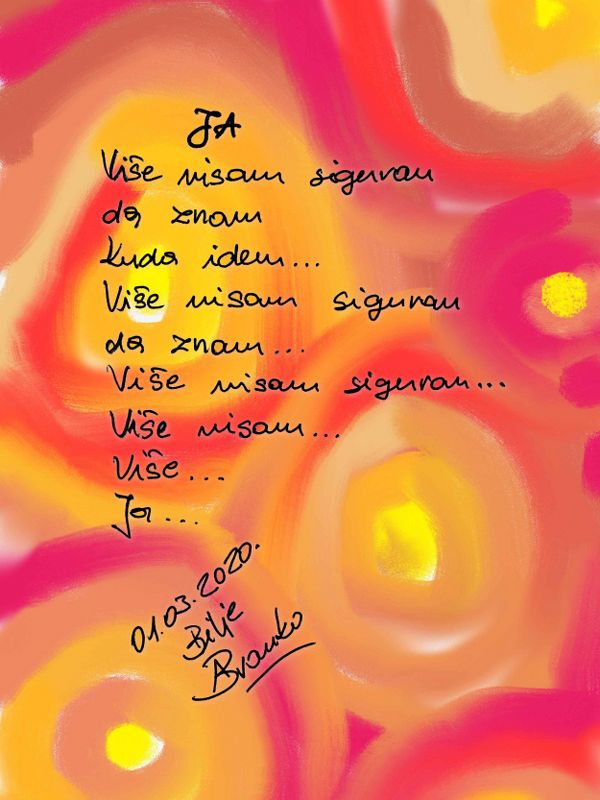 JA
Više nisam siguran
da znam
kuda idem...
Više nisam siguran
da znam...
Više nisam siguran...
Više nisam...
Više...
Ja...
01.03.2020.
Bilje
Branko